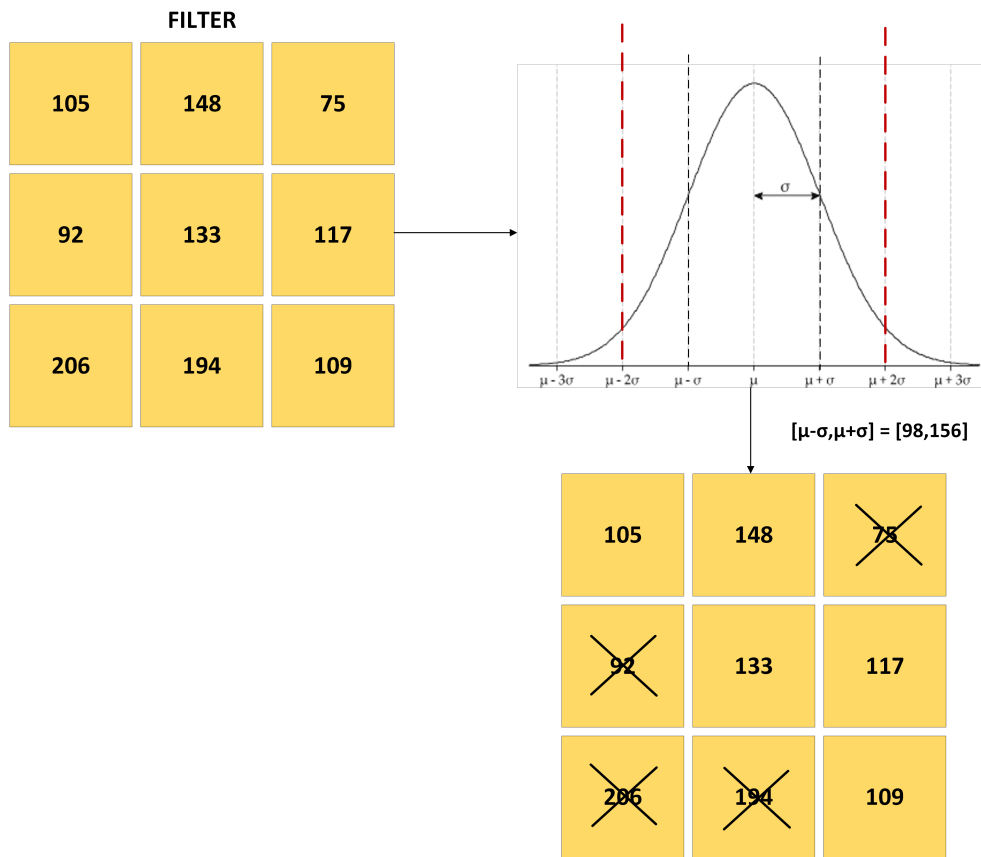 FILTER
105 148 75
92 133 117
206 194 109
σ
μ - 3σ μ - 2σ μ - σ μ μ + σ μ + 2σ μ + 3σ
[μ-σ,μ+σ] = [98,156]
105 148 75
92 133 117
206 194 109